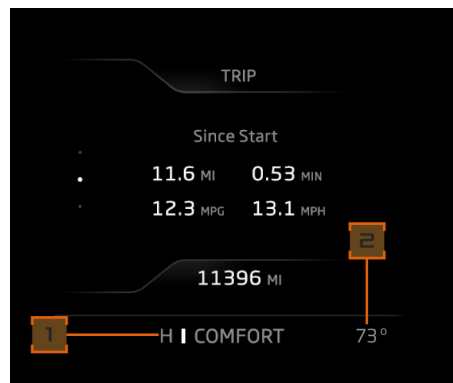 TRIP
Since Start
11.6 MI 0.53 MIN
12.3 MPG 13.1 MPH
2
11396 MI
1 H COMFORT 73°